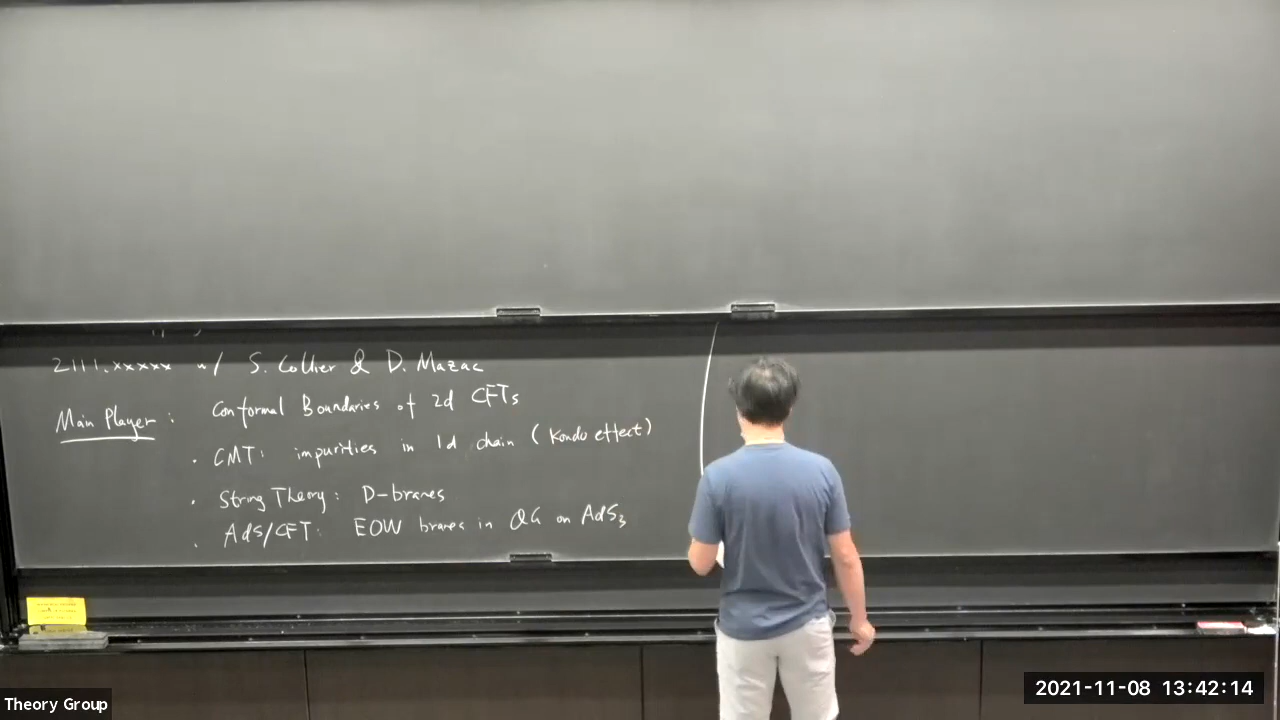 2111.xxxxx w/ S. Collier & D. Mazac
Main Player: Conformal Boundaries of 2d CFTs
· CMT: impurities in 1d chain (Kondo effect)
· String Theory: D-branes
· AdS/CFT: EOW branes in QG on AdS₃
Theory Group
2021-11-08 13:42:14